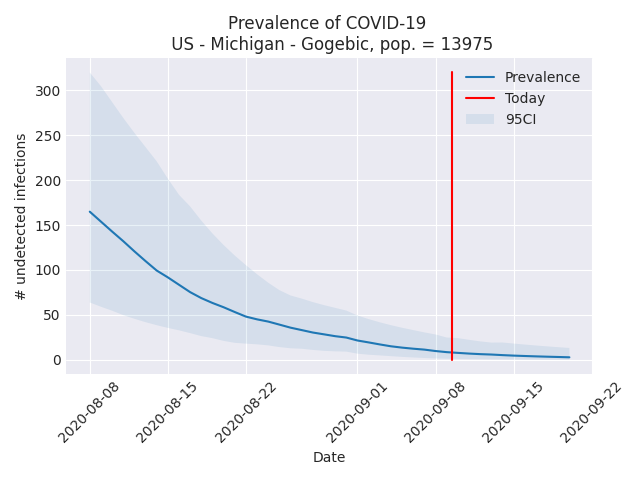 Prevalence of COVID-19
US - Michigan - Gogebic, pop. = 13975
Prevalence
Today
95CI
# undetected infections
300
250
200
150
100
50
0
2020-08-08
2020-08-15
2020-08-22
2020-09-01
2020-09-08
2020-09-15
2020-09-22
Date